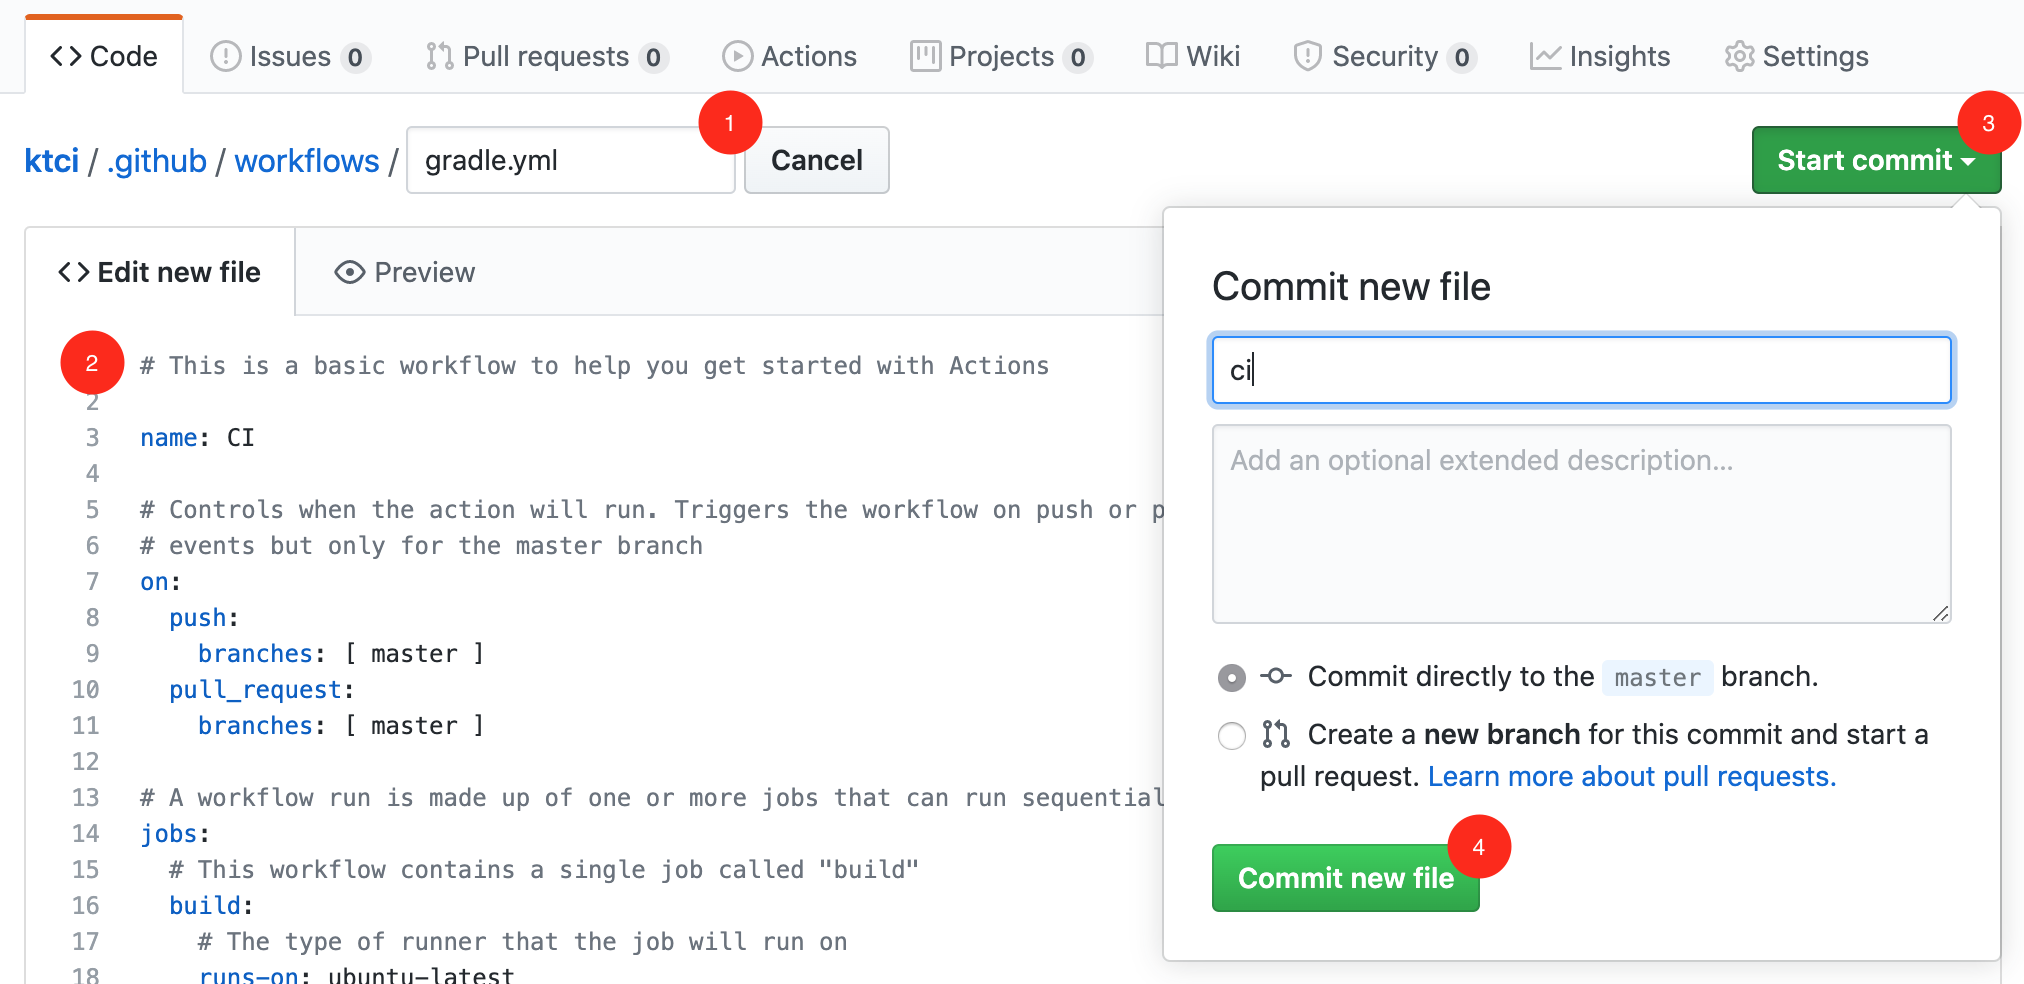 Code Issues 0 Pull requests 0 Actions Projects 0 Wiki Security 0 Insights Settings
1
3
ktci / .github / workflows / gradle.yml Cancel Start commit
Edit new file Preview
Commit new file
2
# This is a basic workflow to help you get started with Actions
ci
2
3 name: CI
4
Add an optional extended description...
5 # Controls when the action will run. Triggers the workflow on push or p
6 # events but only for the master branch
7 on:
8 push:
9 branches: [ master ]
10 pull_request:
11 branches: [ master ]
12
13 # A workflow run is made up of one or more jobs that can run sequential
14 jobs:
15 # This workflow contains a single job called "build"
16 build:
17 # The type of runner that the job will run on
18 runs-on: ubuntu-latest
Commit directly to the master branch.
Create a new branch for this commit and start a
pull request. Learn more about pull requests.
4
Commit new file